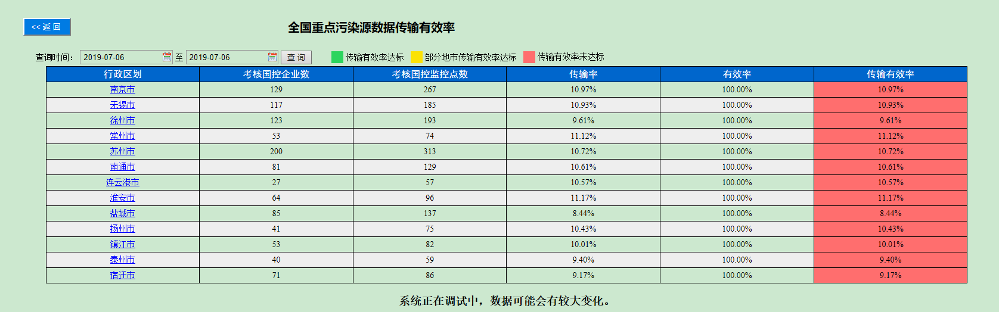 << 返 回
全国重点污染源数据传输有效率
查询时间： 2019-07-06 至 2019-07-06 查 询 传输有效率达标 部分地市传输有效率达标 传输有效率未达标
行政区划 考核国控企业数 考核国控监控点数 传输率 有效率 传输有效率
南京市 129 267 10.97% 100.00% 10.97%
无锡市 117 185 10.93% 100.00% 10.93%
徐州市 123 193 9.61% 100.00% 9.61%
常州市 53 74 11.12% 100.00% 11.12%
苏州市 200 313 10.72% 100.00% 10.72%
南通市 81 129 10.61% 100.00% 10.61%
连云港市 27 57 10.57% 100.00% 10.57%
淮安市 64 96 11.17% 100.00% 11.17%
盐城市 85 137 8.44% 100.00% 8.44%
扬州市 41 75 10.43% 100.00% 10.43%
镇江市 53 82 10.01% 100.00% 10.01%
泰州市 40 59 9.40% 100.00% 9.40%
宿迁市 71 86 9.17% 100.00% 9.17%
系统正在调试中，数据可能会有较大变化。